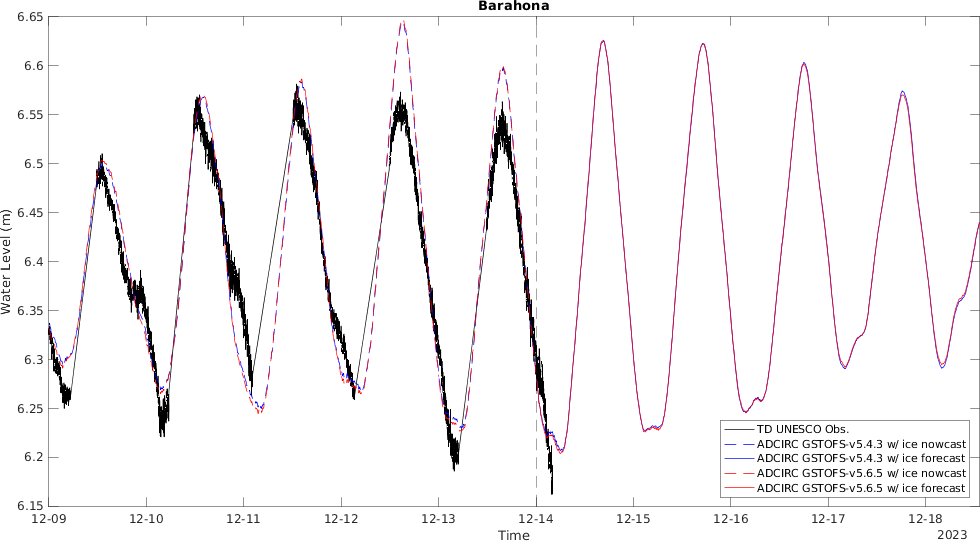 Barahona
6.65
6.6
6.55
6.5
6.45
6.4
6.35
6.3
6.25
6.2
6.15
Water Level (m)
12-09 12-10 12-11 12-12 12-13 12-14 12-15 12-16 12-17 12-18
Time
2023
TD UNESCO Obs.
ADCIRC GSTOFS-v5.4.3 w/ ice nowcast
ADCIRC GSTOFS-v5.4.3 w/ ice forecast
ADCIRC GSTOFS-v5.6.5 w/ ice nowcast
ADCIRC GSTOFS-v5.6.5 w/ ice forecast